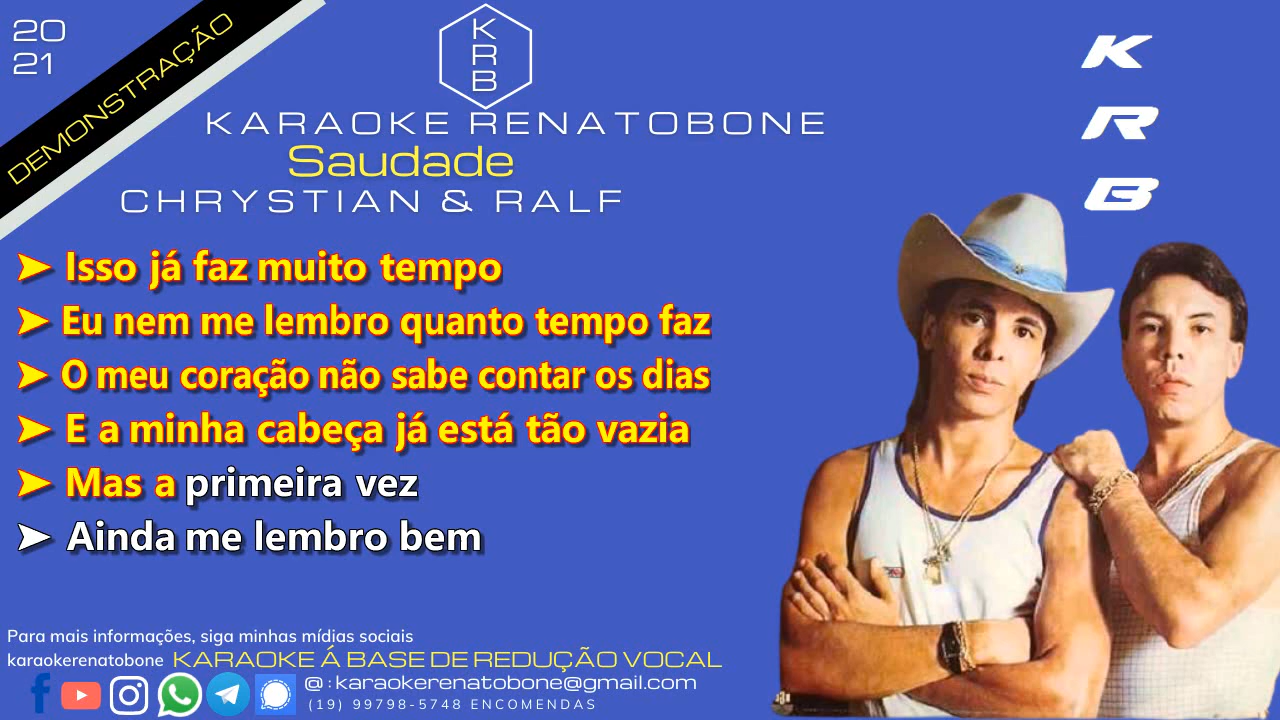 20
21
DEMONSTRAÇÃO
K
R
B
KARAOKE RENATOBONE
Saudade
CHRYSTIAN & RALF
K
R
B
➤ Isso já faz muito tempo
➤ Eu nem me lembro quanto tempo faz
➤ O meu coração não sabe contar os dias
➤ E a minha cabeça já está tão vazia
➤ Mas a primeira vez
➤ Ainda me lembro bem
Para mais informações, siga minhas mídias sociais
karaokerenatobone KARAOKE Á BASE DE REDUÇÃO VOCAL
@:karaokerenatobone@gmail.com
(19) 99798-5748 ENCOMENDAS